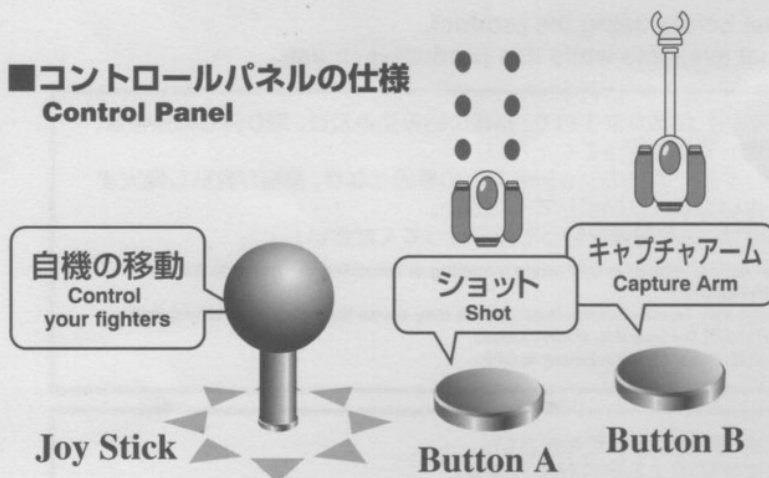 ■コントロールパネルの仕様
Control Panel
自機の移動
Control
your fighters
ショット
Shot
キャプチャアーム
Capture Arm
Joy Stick
Button A
Button B